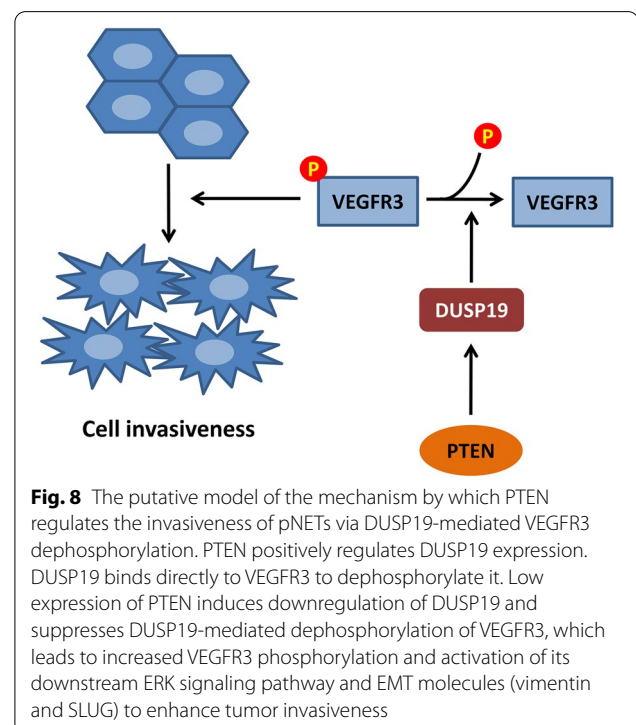 P
P
VEGFR3
VEGFR3
DUSP19
Cell invasiveness
PTEN
Fig. 8 The putative model of the mechanism by which PTEN
regulates the invasiveness of pNETs via DUSP19-mediated VEGFR3
dephosphorylation. PTEN positively regulates DUSP19 expression.
DUSP19 binds directly to VEGFR3 to dephosphorylate it. Low
expression of PTEN induces downregulation of DUSP19 and
suppresses DUSP19-mediated dephosphorylation of VEGFR3, which
leads to increased VEGFR3 phosphorylation and activation of its
downstream ERK signaling pathway and EMT molecules (vimentin
and SLUG) to enhance tumor invasiveness